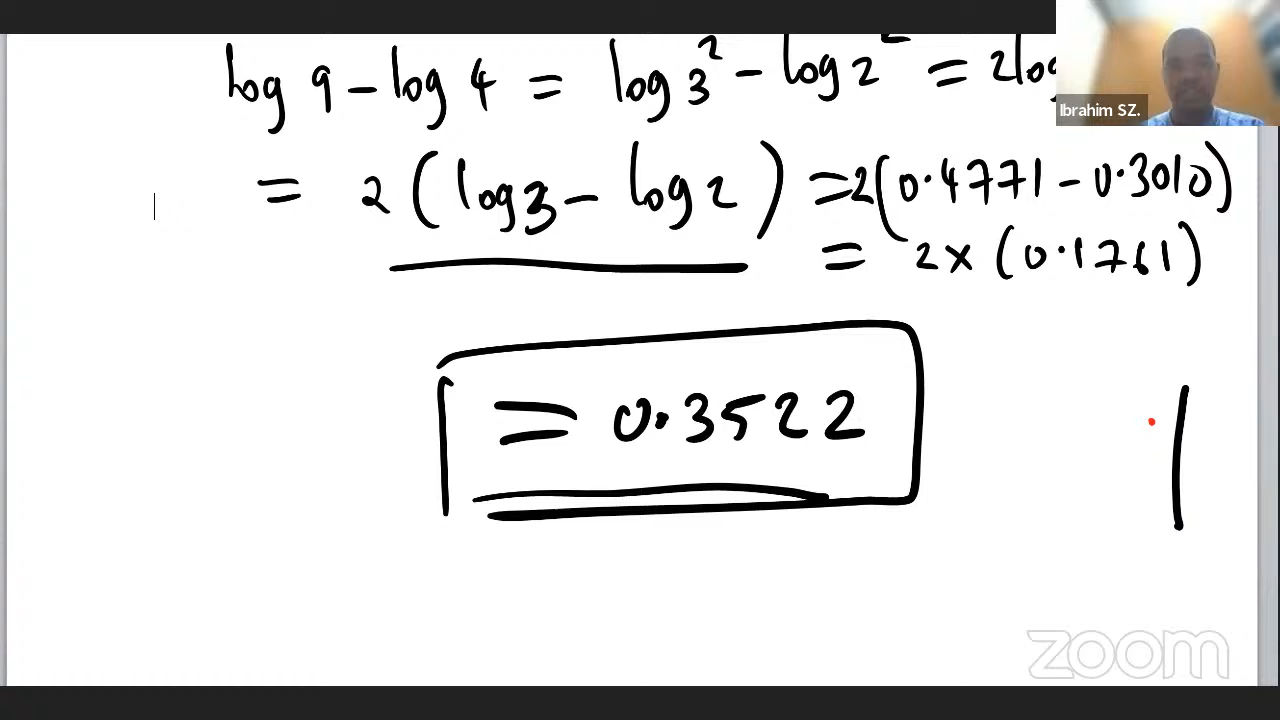 log 9 - log 4 = log 3² - log 2² = 2log
= 2 ( log 3 - log 2 ) = 2(0.4771 - 0.3010)
= 2 x (0.1761)
= 0.3522
Ibrahim SZ.
zoom